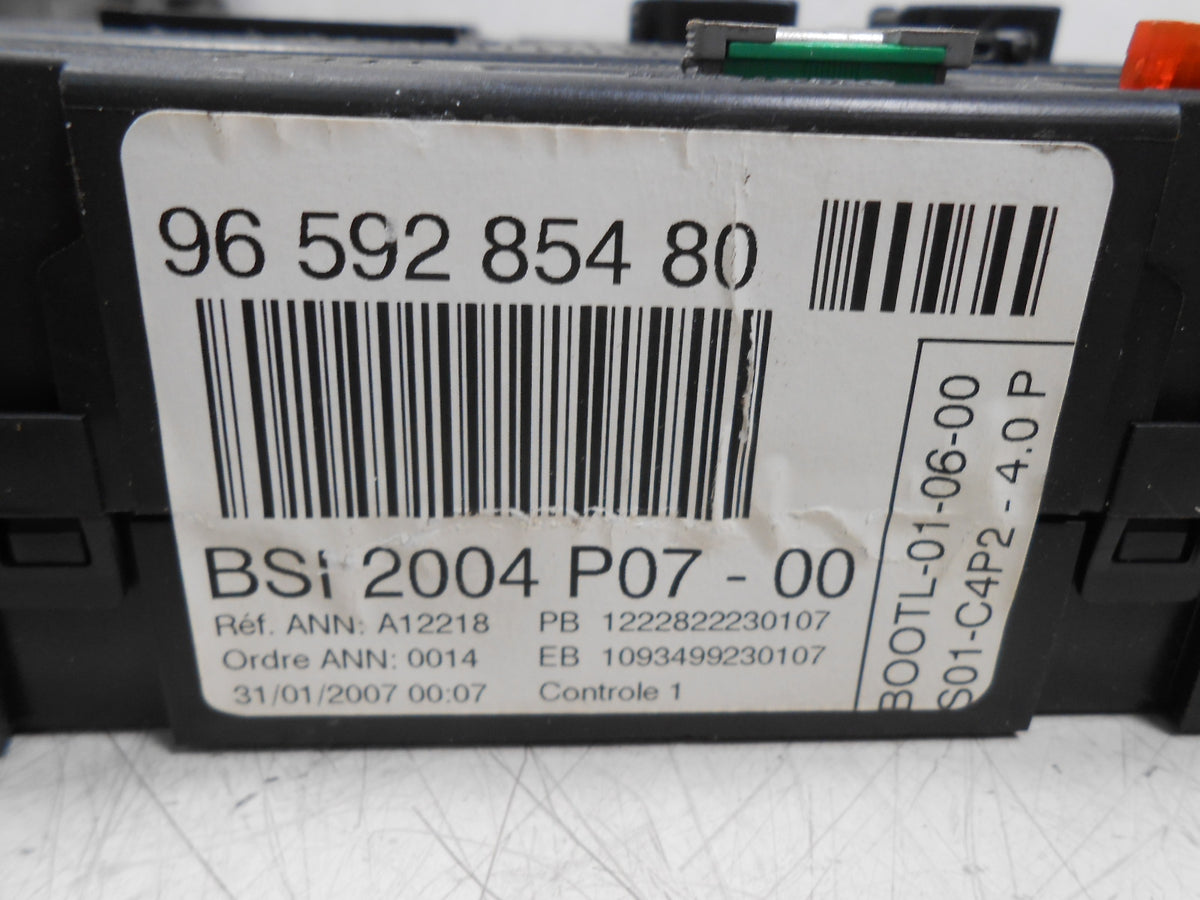 96 592 854 80
BSi 2004 P07 - 00
Réf. ANN: A12218 PB 1222822230107
Ordre ANN: 0014 EB 1093499230107
31/01/2007 00:07 Controle 1
BOOTL-01-06-00
S01-C4P2 - 4.0 P